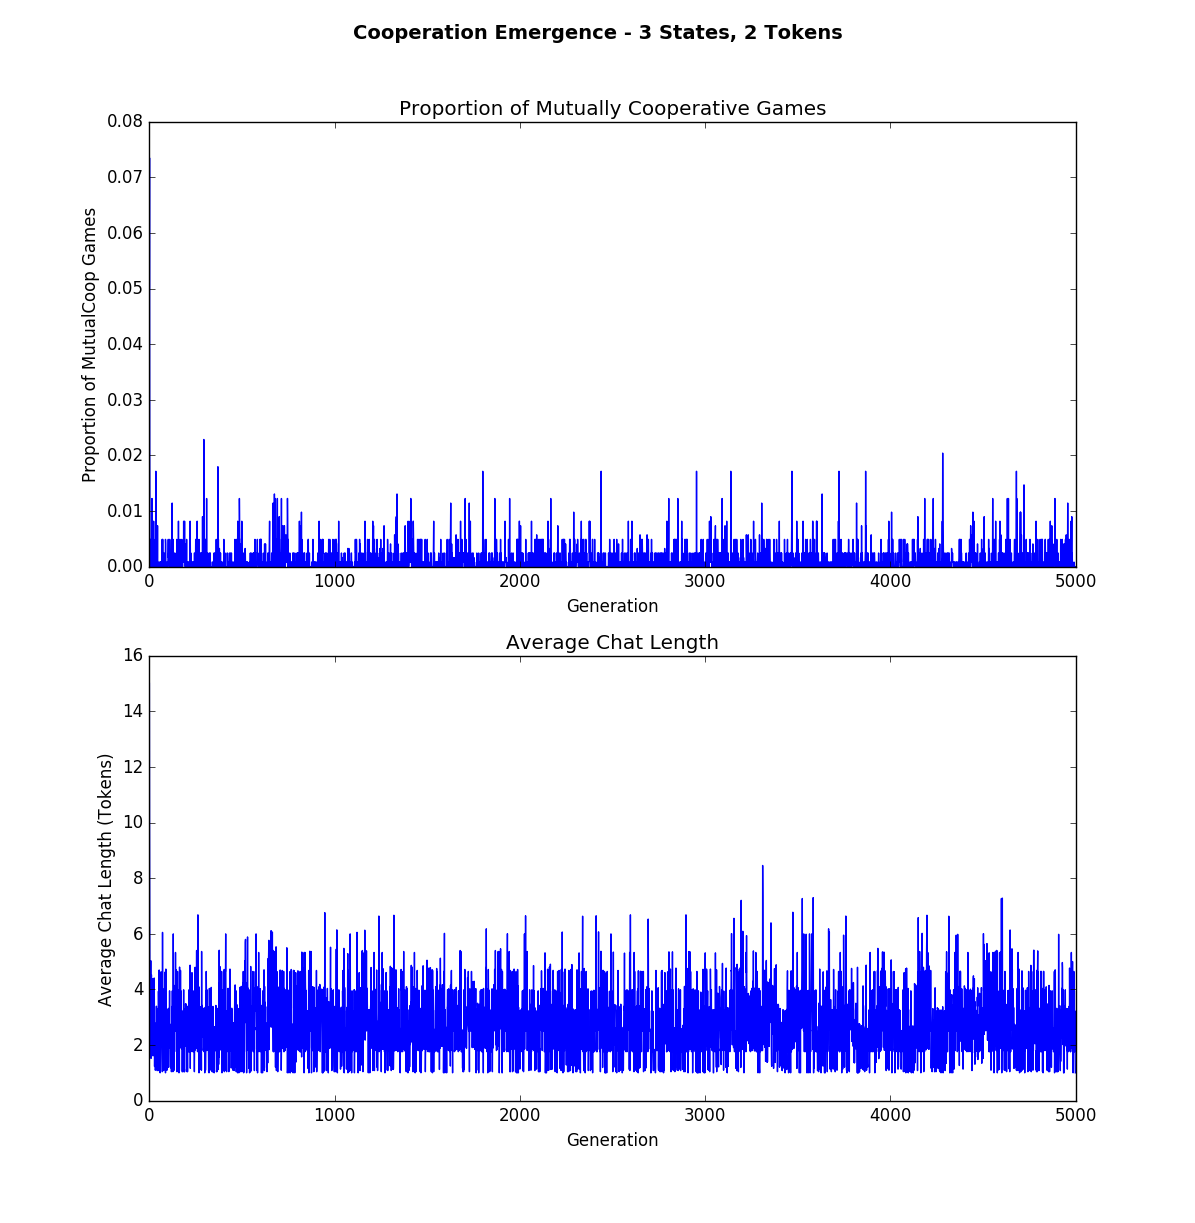 Cooperation Emergence - 3 States, 2 Tokens
Proportion of Mutually Cooperative Games
0.08
0.07
0.06
0.05
0.04
0.03
0.02
0.01
0.00
Proportion of MutualCoop Games
0 1000 2000 3000 4000 5000
Generation
Average Chat Length
16
14
12
10
8
6
4
2
0
Average Chat Length (Tokens)
0 1000 2000 3000 4000 5000
Generation